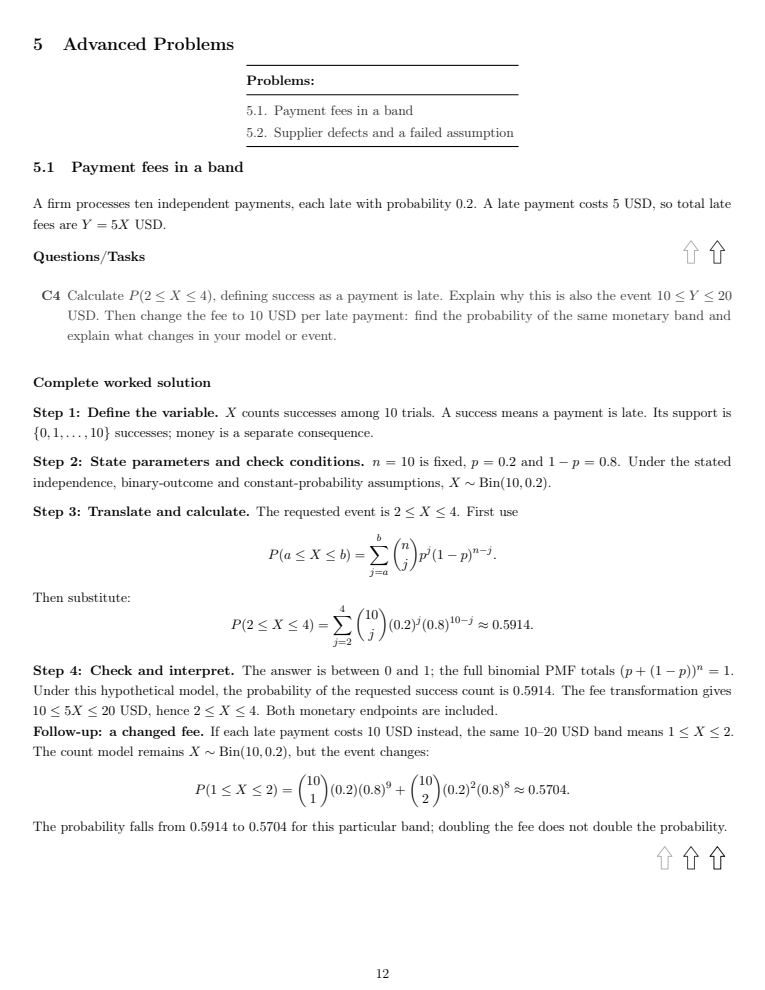 5 Advanced Problems
Problems:
5.1. Payment fees in a band
5.2. Supplier defects and a failed assumption
5.1 Payment fees in a band
A firm processes ten independent payments, each late with probability 0.2. A late payment costs 5 USD, so total late
fees are Y = 5X USD.
Questions/Tasks
C4 Calculate P(2 ≤ X ≤ 4), defining success as a payment is late. Explain why this is also the event 10 ≤ Y ≤ 20
USD. Then change the fee to 10 USD per late payment: find the probability of the same monetary band and
explain what changes in your model or event.
Complete worked solution
Step 1: Define the variable. X counts successes among 10 trials. A success means a payment is late. Its support is
{0, 1, . . . , 10} successes; money is a separate consequence.
Step 2: State parameters and check conditions. n = 10 is fixed, p = 0.2 and 1 − p = 0.8. Under the stated
independence, binary-outcome and constant-probability assumptions, X ∼ Bin(10, 0.2).
Step 3: Translate and calculate. The requested event is 2 ≤ X ≤ 4. First use
P(a ≤ X ≤ b) = ∑_{j=a}^{b} (n j) p^j (1 − p)^{n−j}.
Then substitute:
P(2 ≤ X ≤ 4) = ∑_{j=2}^{4} (10 j) (0.2)^j (0.8)^{10−j} ≈ 0.5914.
Step 4: Check and interpret. The answer is between 0 and 1; the full binomial PMF totals (p + (1 − p))^n = 1.
Under this hypothetical model, the probability of the requested success count is 0.5914. The fee transformation gives
10 ≤ 5X ≤ 20 USD, hence 2 ≤ X ≤ 4. Both monetary endpoints are included.
Follow-up: a changed fee. If each late payment costs 10 USD instead, the same 10–20 USD band means 1 ≤ X ≤ 2.
The count model remains X ∼ Bin(10, 0.2), but the event changes:
P(1 ≤ X ≤ 2) = (10 1) (0.2)(0.8)^9 + (10 2) (0.2)^2 (0.8)^8 ≈ 0.5704.
The probability falls from 0.5914 to 0.5704 for this particular band; doubling the fee does not double the probability.
12